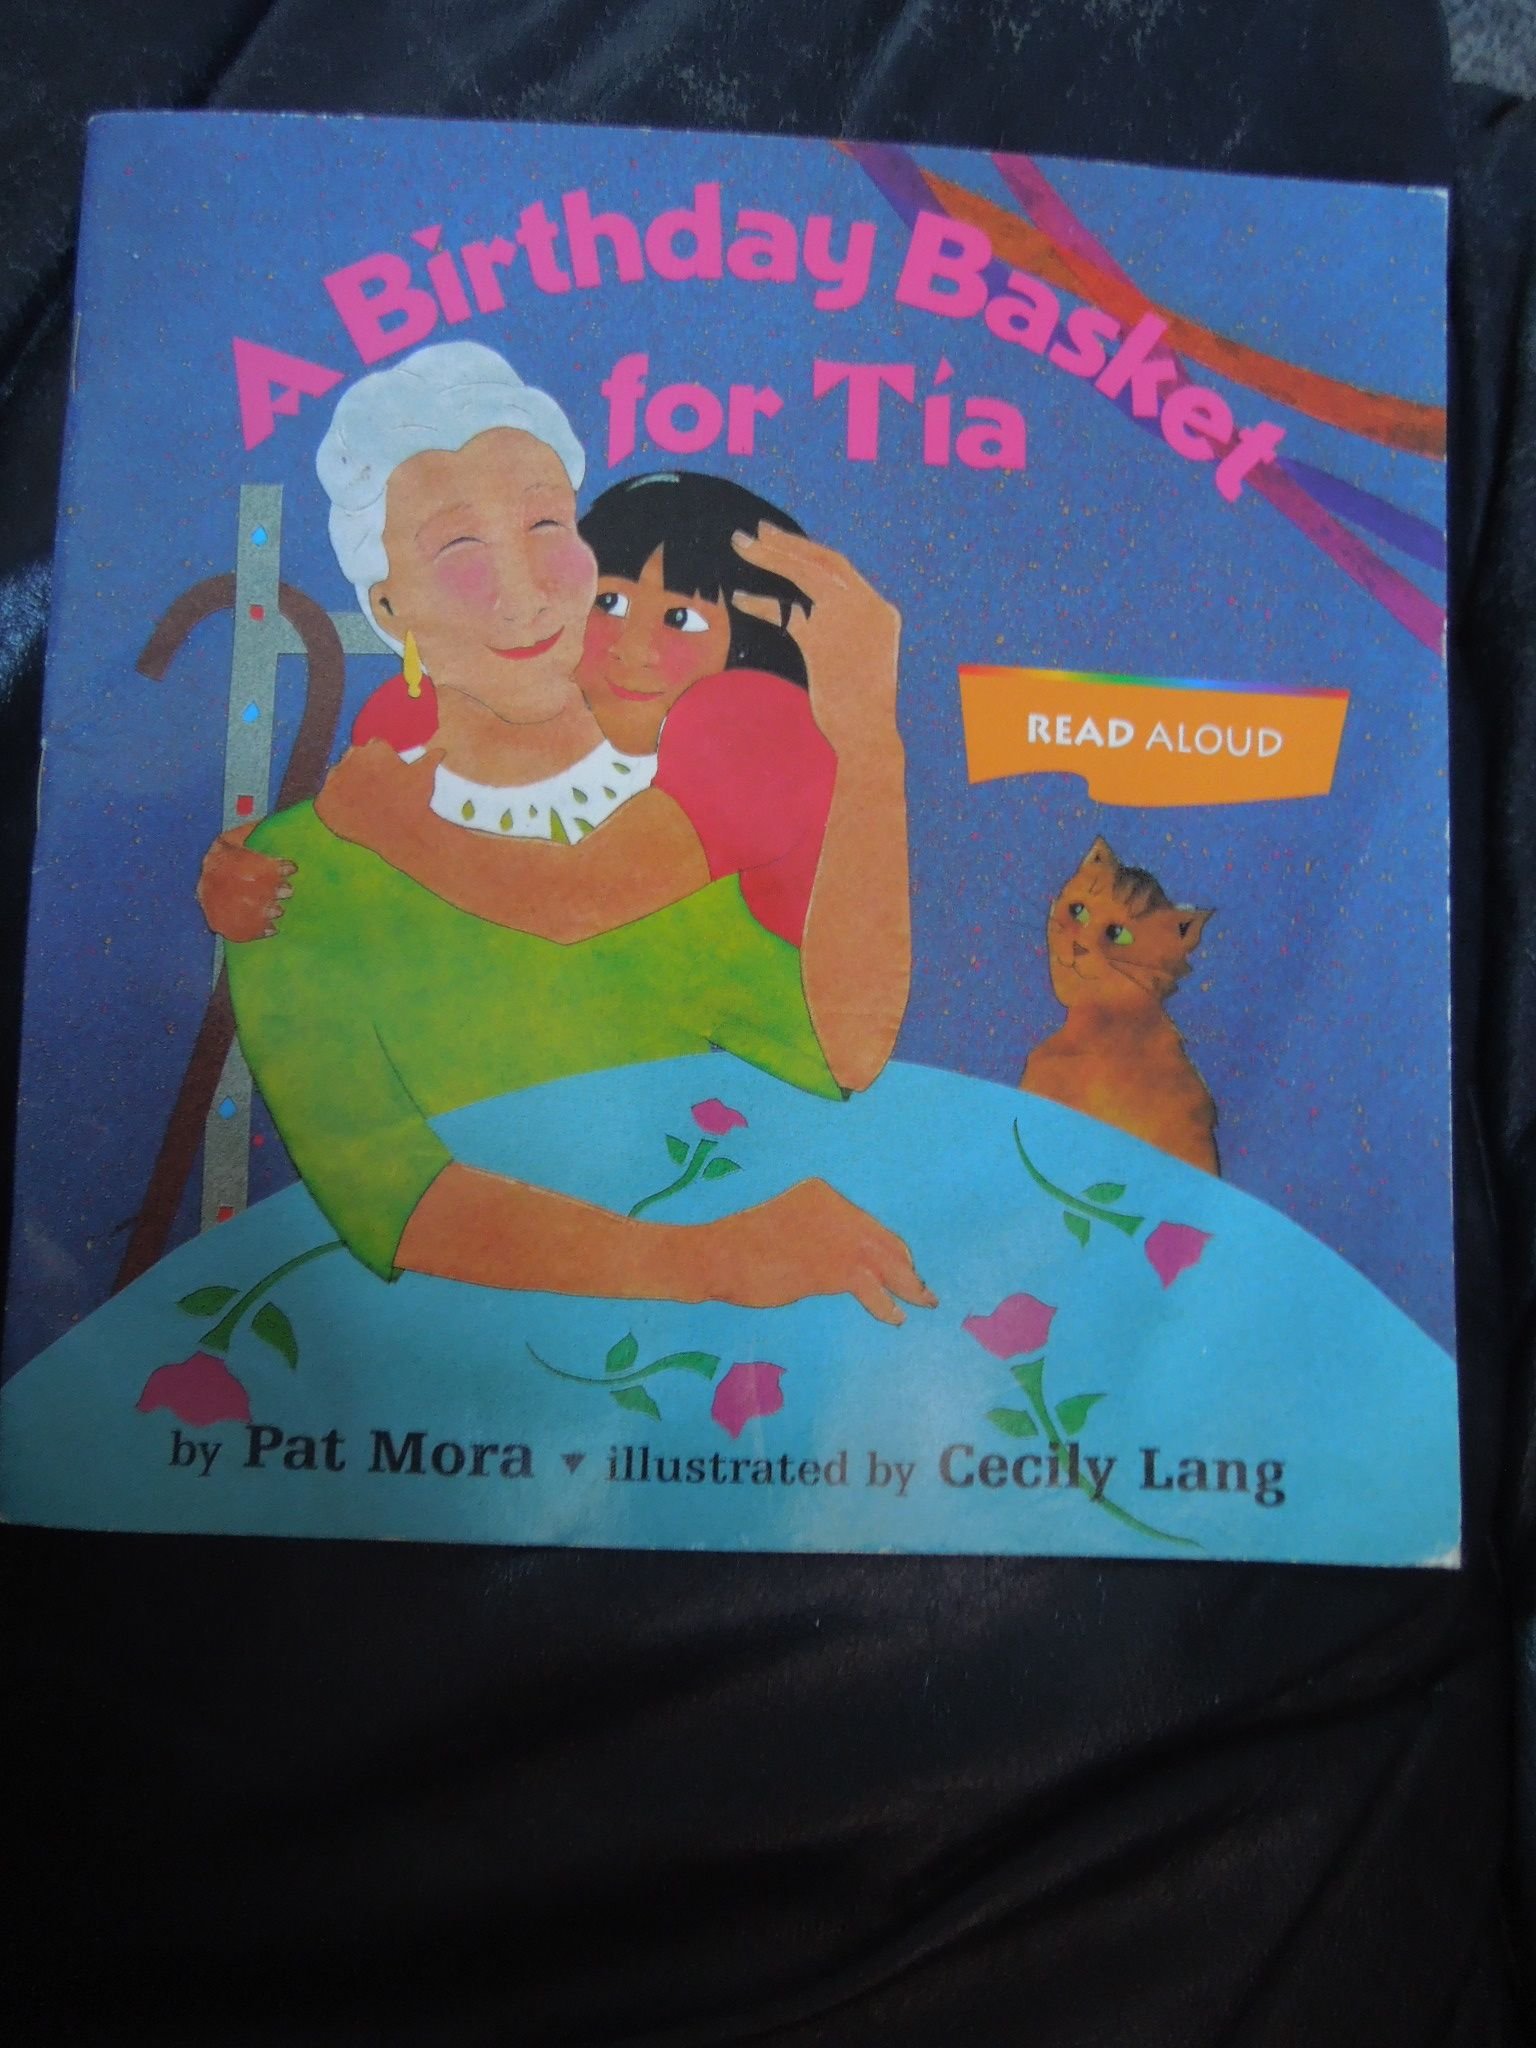 A Birthday Basket
for Tía
READ ALOUD
by Pat Mora ▾ illustrated by Cecily Lang